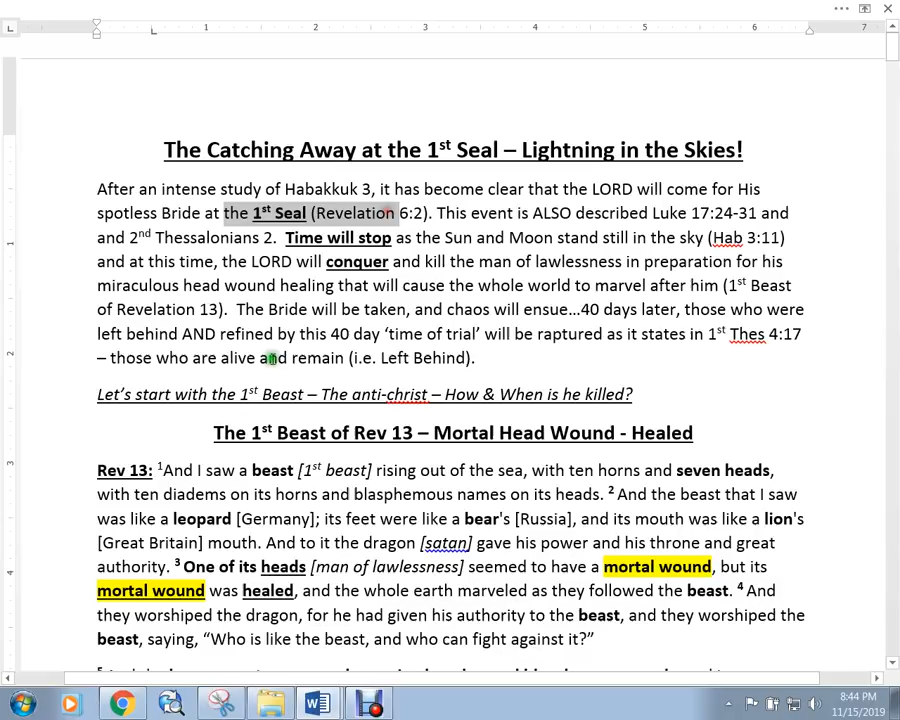 1 2 3 4 5 6 7
The Catching Away at the 1st Seal – Lightning in the Skies!
After an intense study of Habakkuk 3, it has become clear that the LORD will come for His
spotless Bride at the 1st Seal (Revelation 6:2). This event is ALSO described Luke 17:24-31 and
and 2nd Thessalonians 2. Time will stop as the Sun and Moon stand still in the sky (Hab 3:11)
and at this time, the LORD will conquer and kill the man of lawlessness in preparation for his
miraculous head wound healing that will cause the whole world to marvel after him (1st Beast
of Revelation 13). The Bride will be taken, and chaos will ensue...40 days later, those who were
left behind AND refined by this 40 day ‘time of trial’ will be raptured as it states in 1st Thes 4:17
– those who are alive and remain (i.e. Left Behind).
Let’s start with the 1st Beast – The anti-christ – How & When is he killed?
The 1st Beast of Rev 13 – Mortal Head Wound - Healed
Rev 13: 1And I saw a beast [1st beast] rising out of the sea, with ten horns and seven heads,
with ten diadems on its horns and blasphemous names on its heads. 2 And the beast that I saw
was like a leopard [Germany]; its feet were like a bear's [Russia], and its mouth was like a lion's
[Great Britain] mouth. And to it the dragon [satan] gave his power and his throne and great
authority. 3 One of its heads [man of lawlessness] seemed to have a mortal wound, but its
mortal wound was healed, and the whole earth marveled as they followed the beast. 4 And
they worshiped the dragon, for he had given his authority to the beast, and they worshiped the
beast, saying, “Who is like the beast, and who can fight against it?”
8:44 PM
11/15/2019